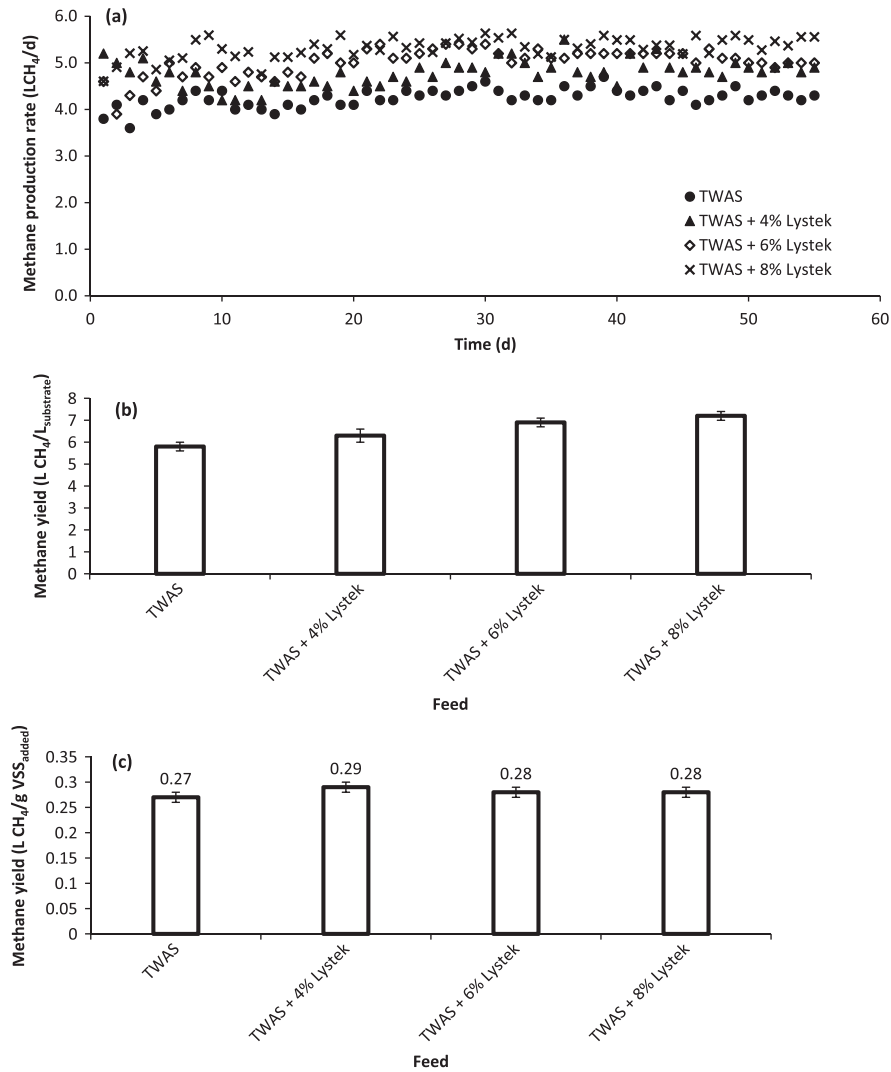 (a)
Methane production rate (LCH4/d)
6.0
5.0
4.0
3.0
2.0
1.0
0.0
TWAS
TWAS + 4% Lystek
TWAS + 6% Lystek
TWAS + 8% Lystek
0 10 20 30 40 50 60
Time (d)
(b)
Methane yield (L CH4/Lsubstrate)
8
7
6
5
4
3
2
1
0
TWAS
TWAS + 4% Lystek
TWAS + 6% Lystek
TWAS + 8% Lystek
Feed
(c)
Methane yield (L CH4/g VSSadded)
0.35
0.3
0.25
0.2
0.15
0.1
0.05
0
0.27 0.29 0.28 0.28
TWAS
TWAS + 4% Lystek
TWAS + 6% Lystek
TWAS + 8% Lystek
Feed